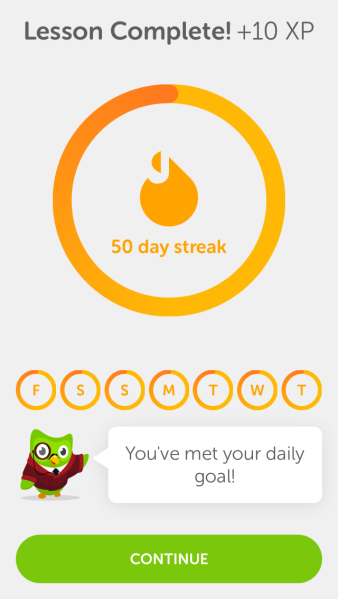 Lesson Complete! +10 XP
50 day streak
F S S M T W T
You've met your daily
goal!
CONTINUE